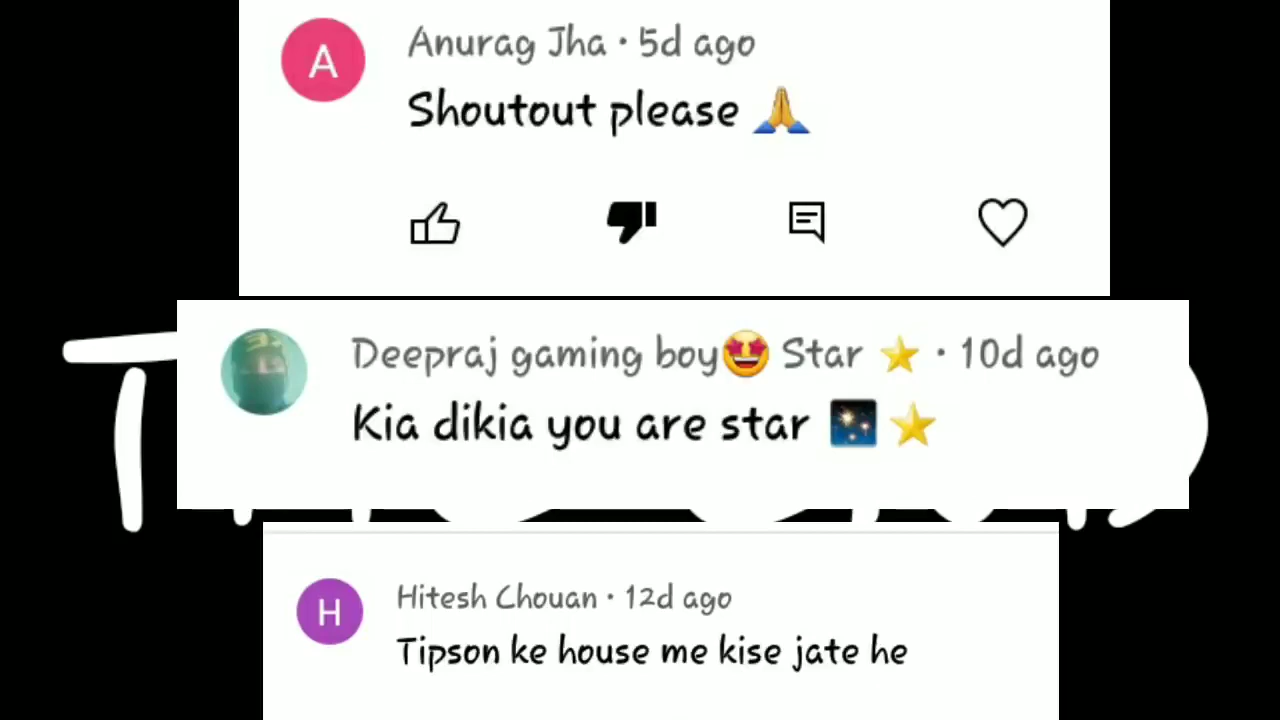 A
Anurag Jha · 5d ago
Shoutout please 🙏
Deepraj gaming boy🤩 Star ⭐ · 10d ago
Kia dikia you are star 🎇 ⭐
H
Hitesh Chouan · 12d ago
Tipson ke house me kise jate he